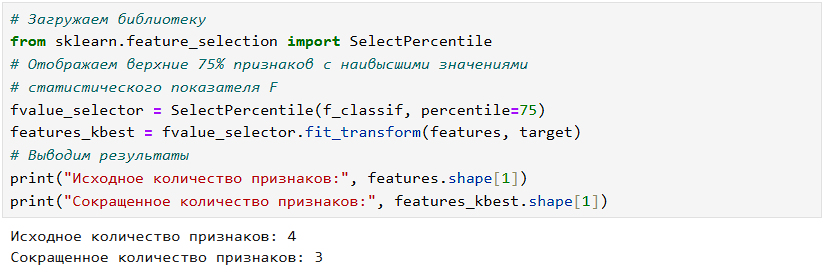 # Загружаем библиотеку
from sklearn.feature_selection import SelectPercentile
# Отображаем верхние 75% признаков с наивысшими значениями
# статистического показателя F
fvalue_selector = SelectPercentile(f_classif, percentile=75)
features_kbest = fvalue_selector.fit_transform(features, target)
# Выводим результаты
print("Исходное количество признаков:", features.shape[1])
print("Сокращенное количество признаков:", features_kbest.shape[1])
Исходное количество признаков: 4
Сокращенное количество признаков: 3